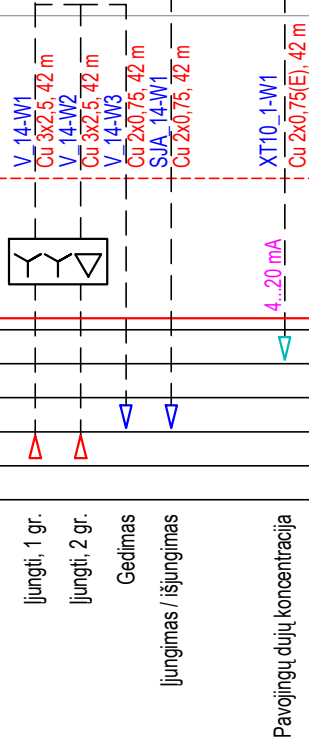 V_14-W1
Cu 3x2,5, 42 m
V_14-W2
Cu 3x2,5, 42 m
V_14-W3
Cu 2x0,75, 42 m
SJA_14-W1
Cu 2x0,75, 42 m
XT10_1-W1
Cu 2x0,75(E), 42 m
4...20 mA
Įjungti, 1 gr.
Įjungti, 2 gr.
Gedimas
Įjungimas / išjungimas
Pavojingų dujų koncentracija